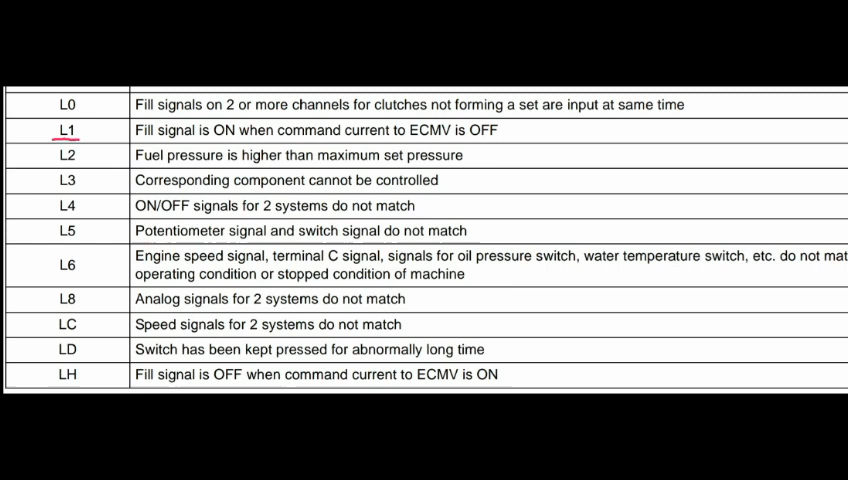 L0 Fill signals on 2 or more channels for clutches not forming a set are input at same time
L1 Fill signal is ON when command current to ECMV is OFF
L2 Fuel pressure is higher than maximum set pressure
L3 Corresponding component cannot be controlled
L4 ON/OFF signals for 2 systems do not match
L5 Potentiometer signal and switch signal do not match
L6 Engine speed signal, terminal C signal, signals for oil pressure switch, water temperature switch, etc. do not mat
operating condition or stopped condition of machine
L8 Analog signals for 2 systems do not match
LC Speed signals for 2 systems do not match
LD Switch has been kept pressed for abnormally long time
LH Fill signal is OFF when command current to ECMV is ON